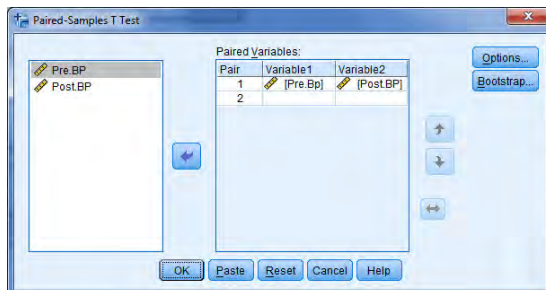 Paired-Samples T Test
Paired Variables:
Pre.BP
Post.BP
Pair Variable1 Variable2
1 [Pre.Bp] [Post.BP]
2
Options...
Bootstrap...
OK Paste Reset Cancel Help